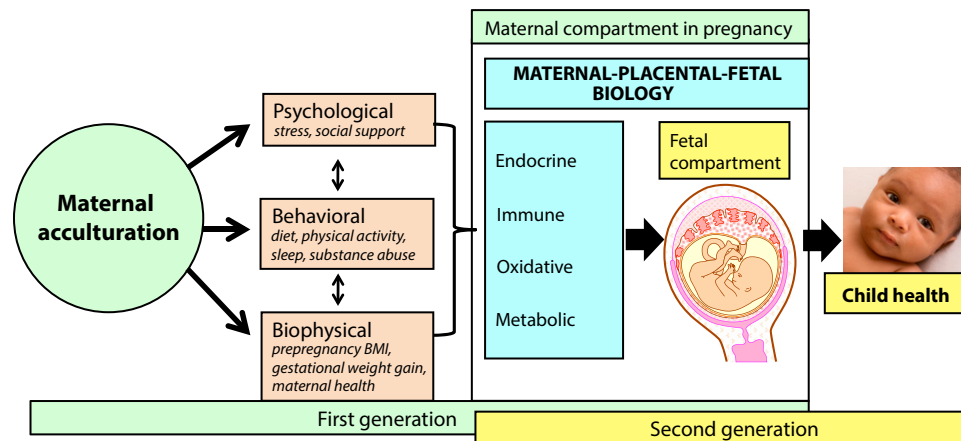 Maternal compartment in pregnancy
MATERNAL-PLACENTAL-FETAL
BIOLOGY
Maternal
acculturation
Psychological
stress, social support
Behavioral
diet, physical activity,
sleep, substance abuse
Biophysical
prepregnancy BMI,
gestational weight gain,
maternal health
Endocrine
Immune
Oxidative
Metabolic
Fetal
compartment
Child health
First generation
Second generation